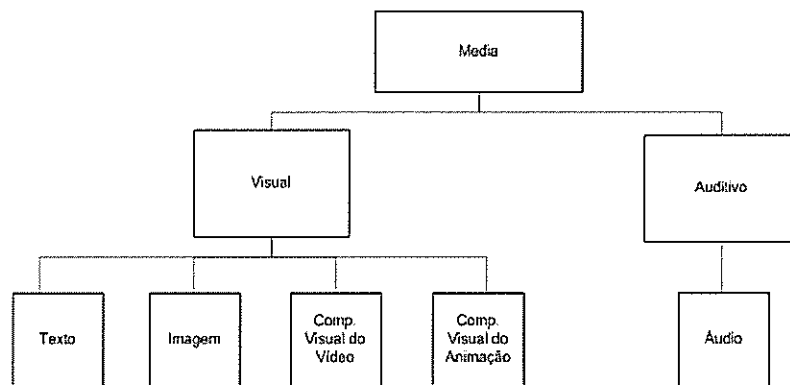 Media
Visual
Auditivo
Texto
Imagem
Comp.
Visual do
Vídeo
Comp.
Visual do
Animação
Áudio